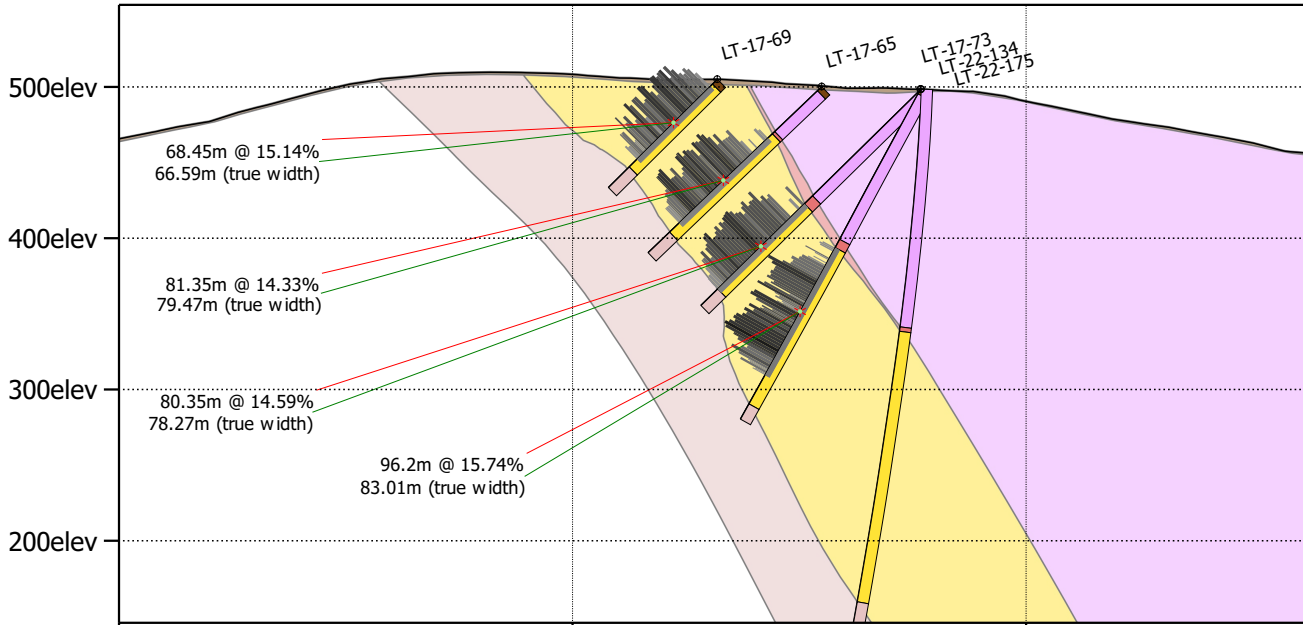 LT-17-69
LT-17-65
LT-17-73
LT-22-134
LT-22-175
500elev
68.45m @ 15.14%
66.59m (true width)
400elev
81.35m @ 14.33%
79.47m (true width)
300elev
80.35m @ 14.59%
78.27m (true width)
96.2m @ 15.74%
83.01m (true width)
200elev